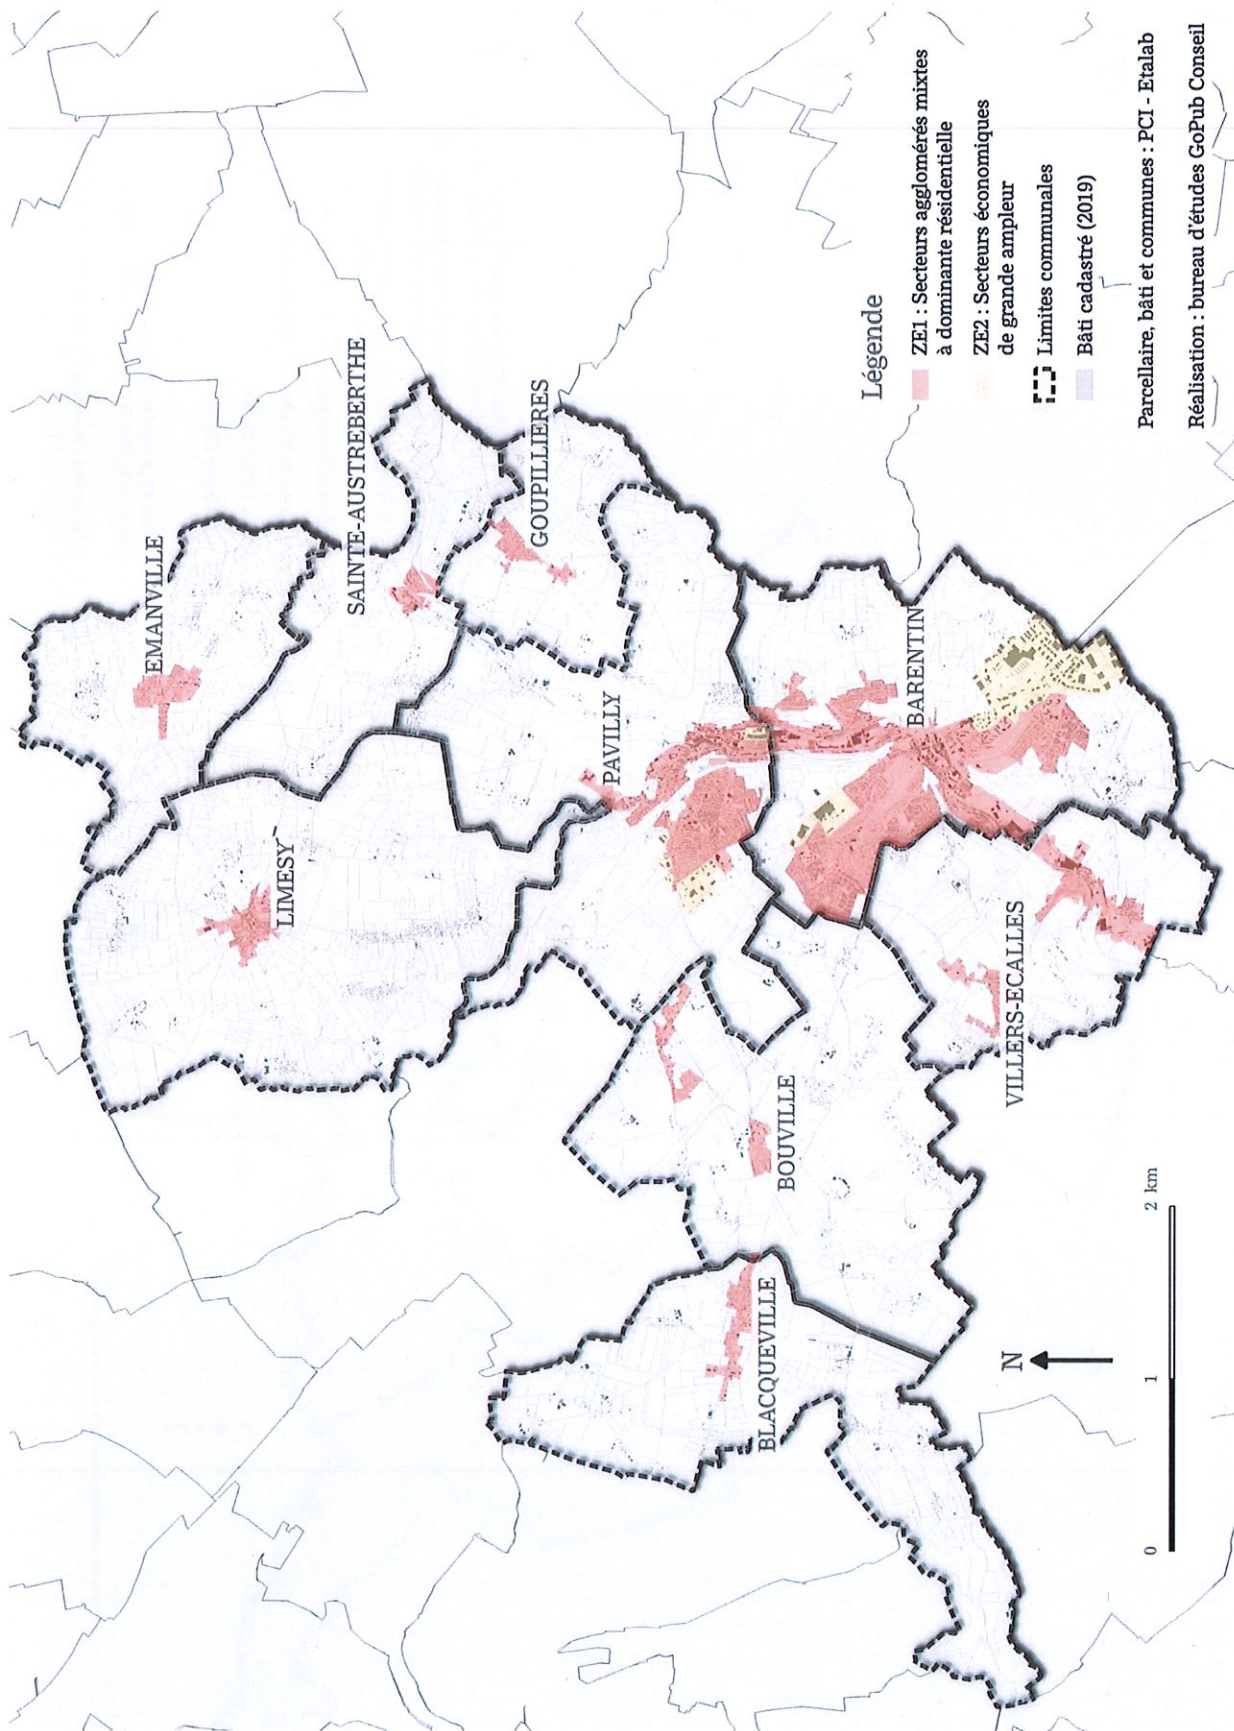 EMANVILLE
SAINTE-AUSTREBERTHE
LIMESY
GOUPILLIERES
PAVILLY
BARENTIN
BOUVILLE
BLACQUEVILLE
VILLERS-ECALLES
N
0 1 2 km
Légende
ZE1 : Secteurs agglomérés mixtes
à dominante résidentielle
ZE2 : Secteurs économiques
de grande ampleur
Limites communales
Bâti cadastré (2019)
Parcellaire, bâti et communes : PCI - Etalab
Réalisation : bureau d'études GoPub Conseil